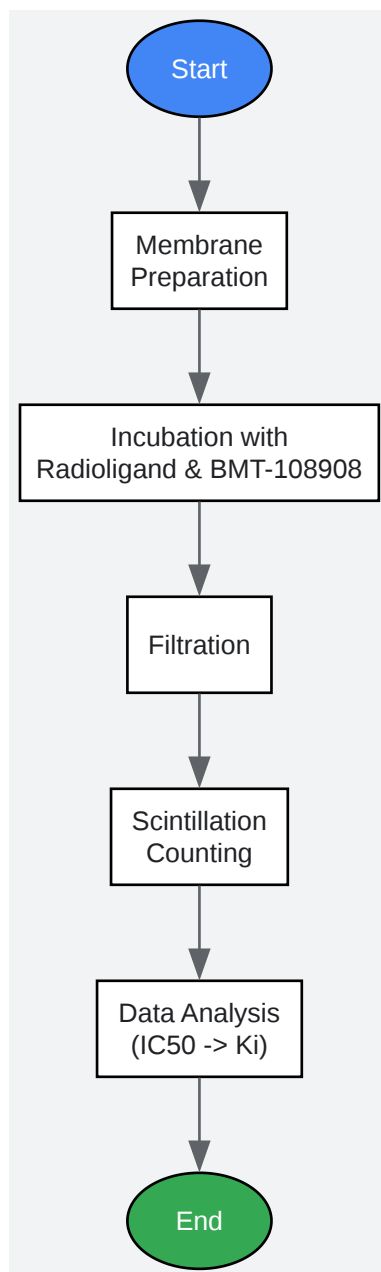 Start
Membrane
Preparation
Incubation with
Radioligand & BMT-108908
Filtration
Scintillation
Counting
Data Analysis
(IC50 -> Ki)
End